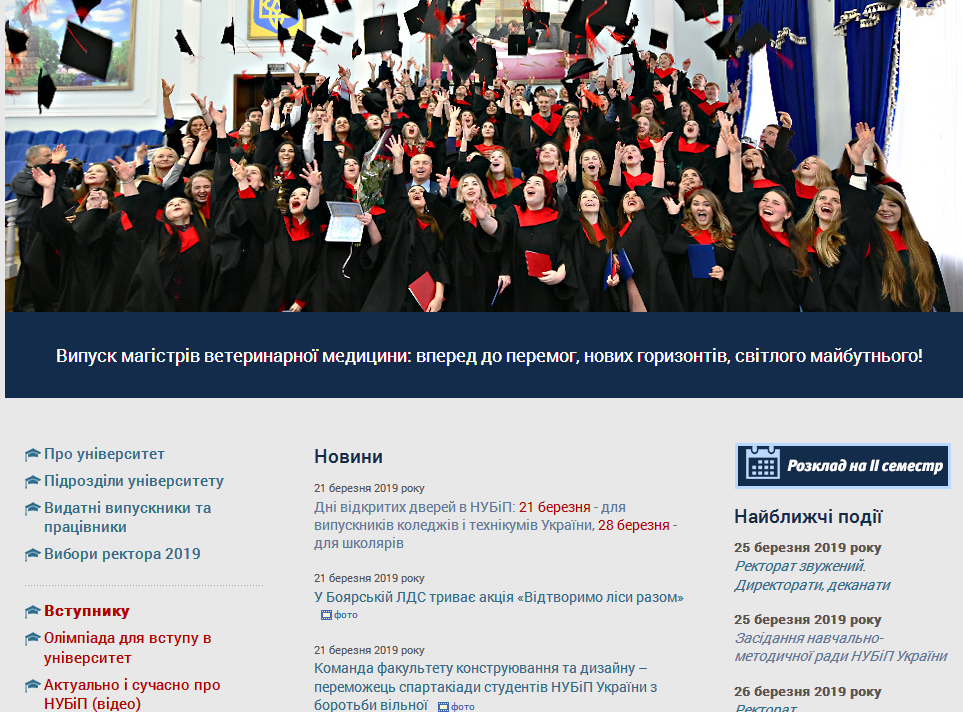 Випуск магістрів ветеринарної медицини: вперед до перемог, нових горизонтів, світлого майбутнього!
Про університет
Підрозділи університету
Видатні випускники та
працівники
Вибори ректора 2019
Вступнику
Олімпіада для вступу в
університет
Актуально і сучасно про
НУБіП (відео)
Новини
21 березня 2019 року
Дні відкритих дверей в НУБіП: 21 березня - для
випускників коледжів і технікумів України, 28 березня -
для школярів
21 березня 2019 року
У Боярській ЛДС триває акція «Відтворимо ліси разом»
фото
21 березня 2019 року
Команда факультету конструювання та дизайну –
переможець спартакіади студентів НУБіП України з
боротьби вільної фото
Розклад на ІІ семестр
Найближчі події
25 березня 2019 року
Ректорат звужений.
Директорати, деканати
25 березня 2019 року
Засідання навчально-
методичної ради НУБіП України
26 березня 2019 року
Ректорат